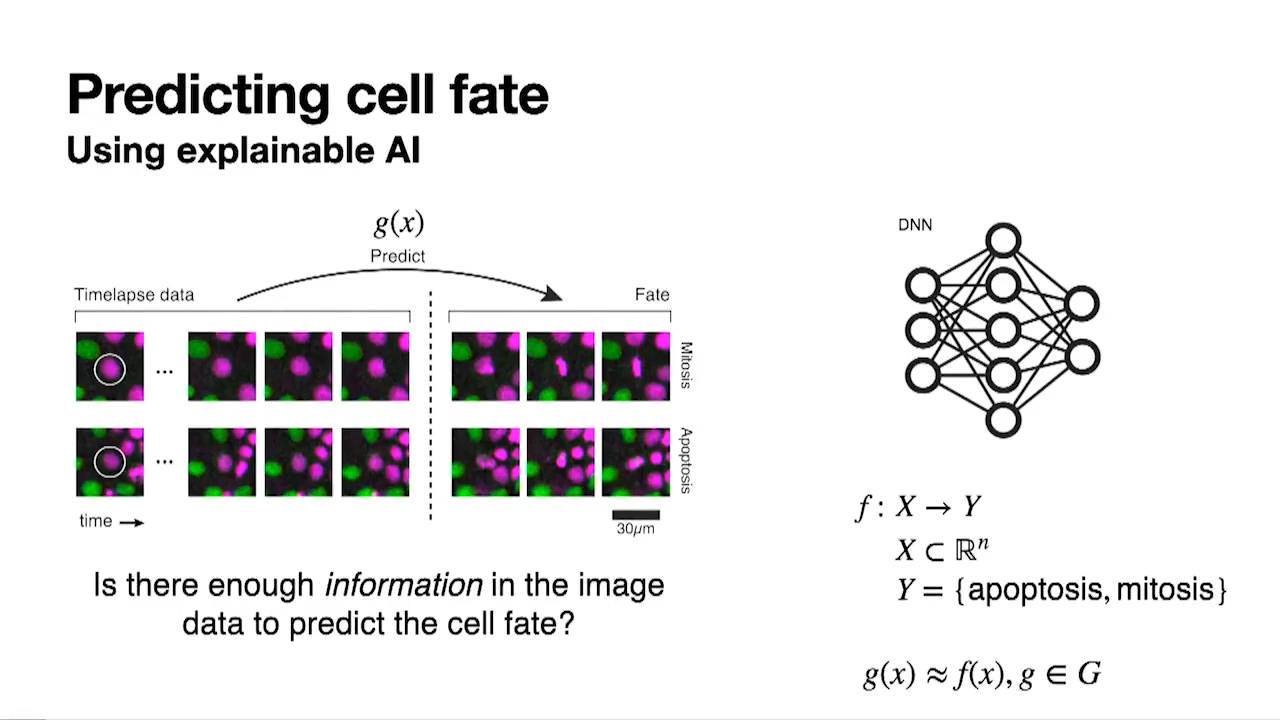 Predicting cell fate
Using explainable AI
g(x)
Predict
Timelapse data
Fate
...
Mitosis
...
Apoptosis
time →
30μm
Is there enough information in the image
data to predict the cell fate?
DNN
f : X → Y
X ⊂ ℝⁿ
Y = {apoptosis, mitosis}
g(x) ≈ f(x), g ∈ G